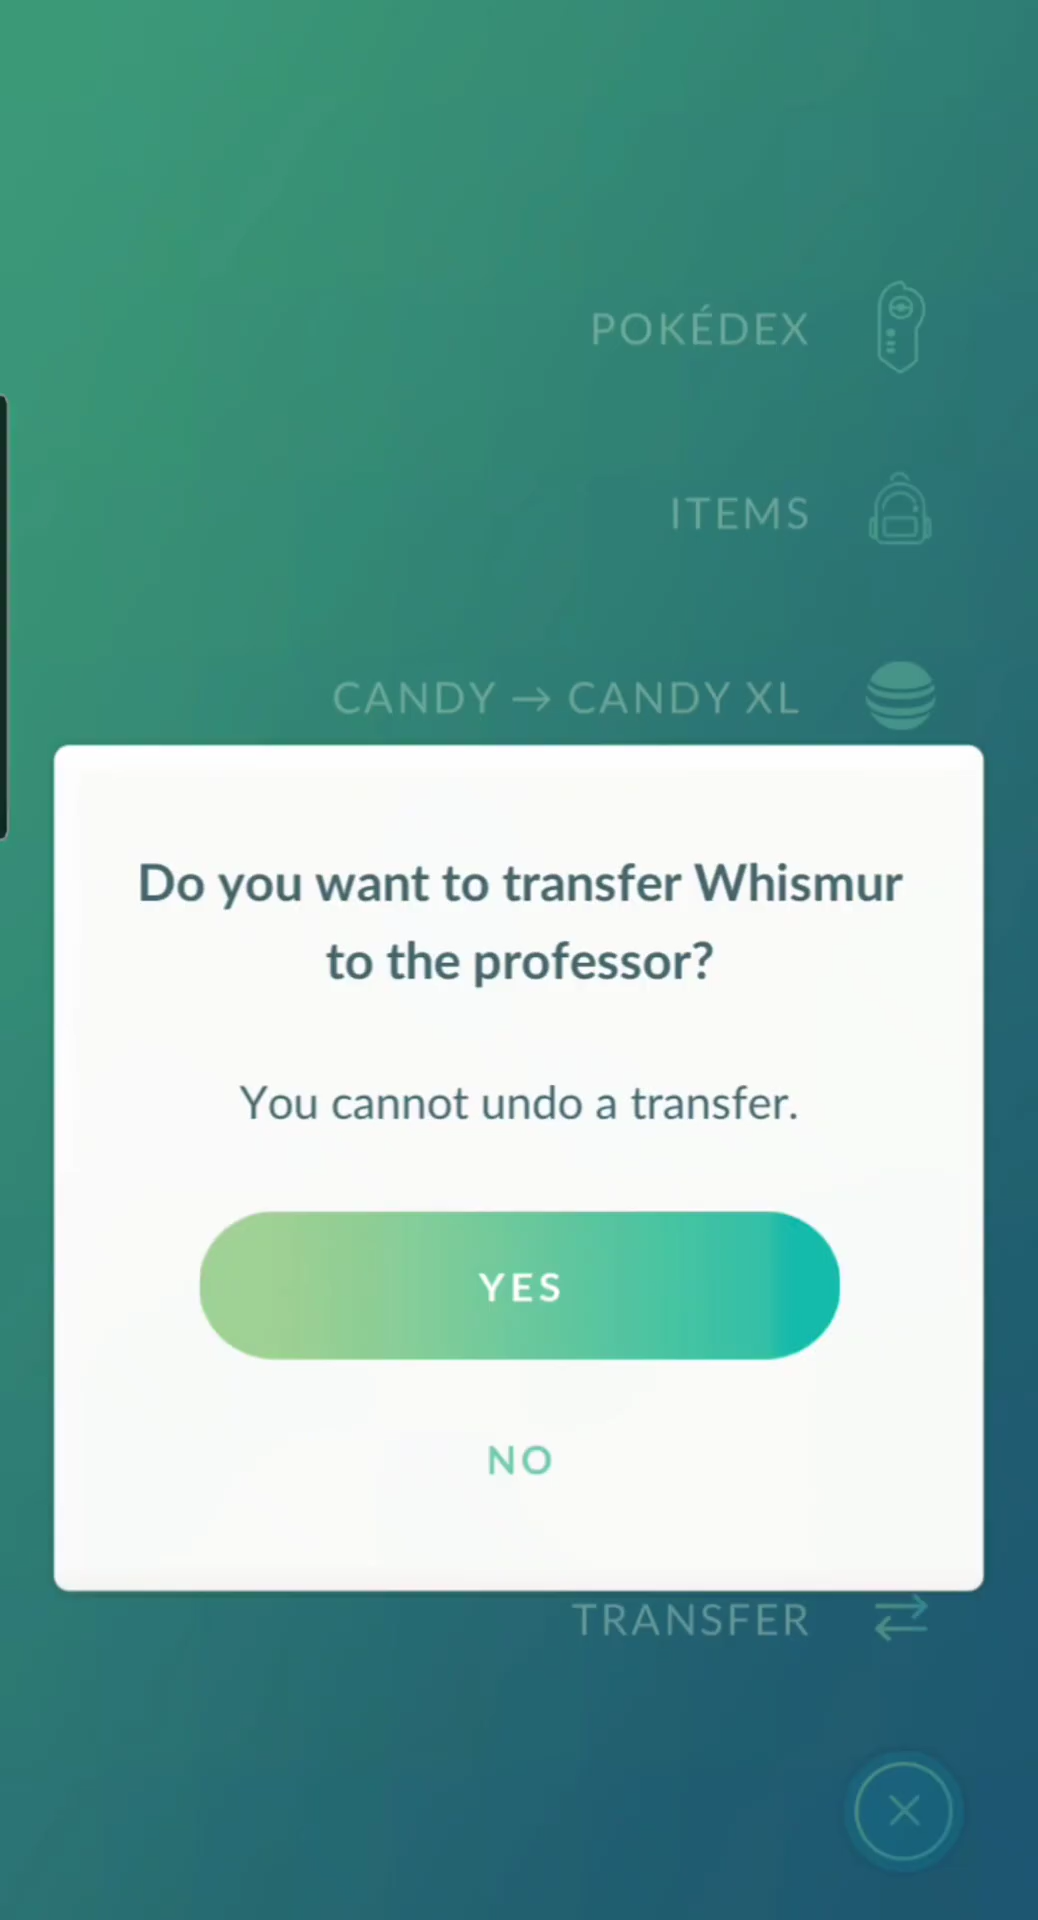 POKÉDEX
ITEMS
CANDY → CANDY XL
Do you want to transfer Whismur
to the professor?
You cannot undo a transfer.
YES
NO
TRANSFER